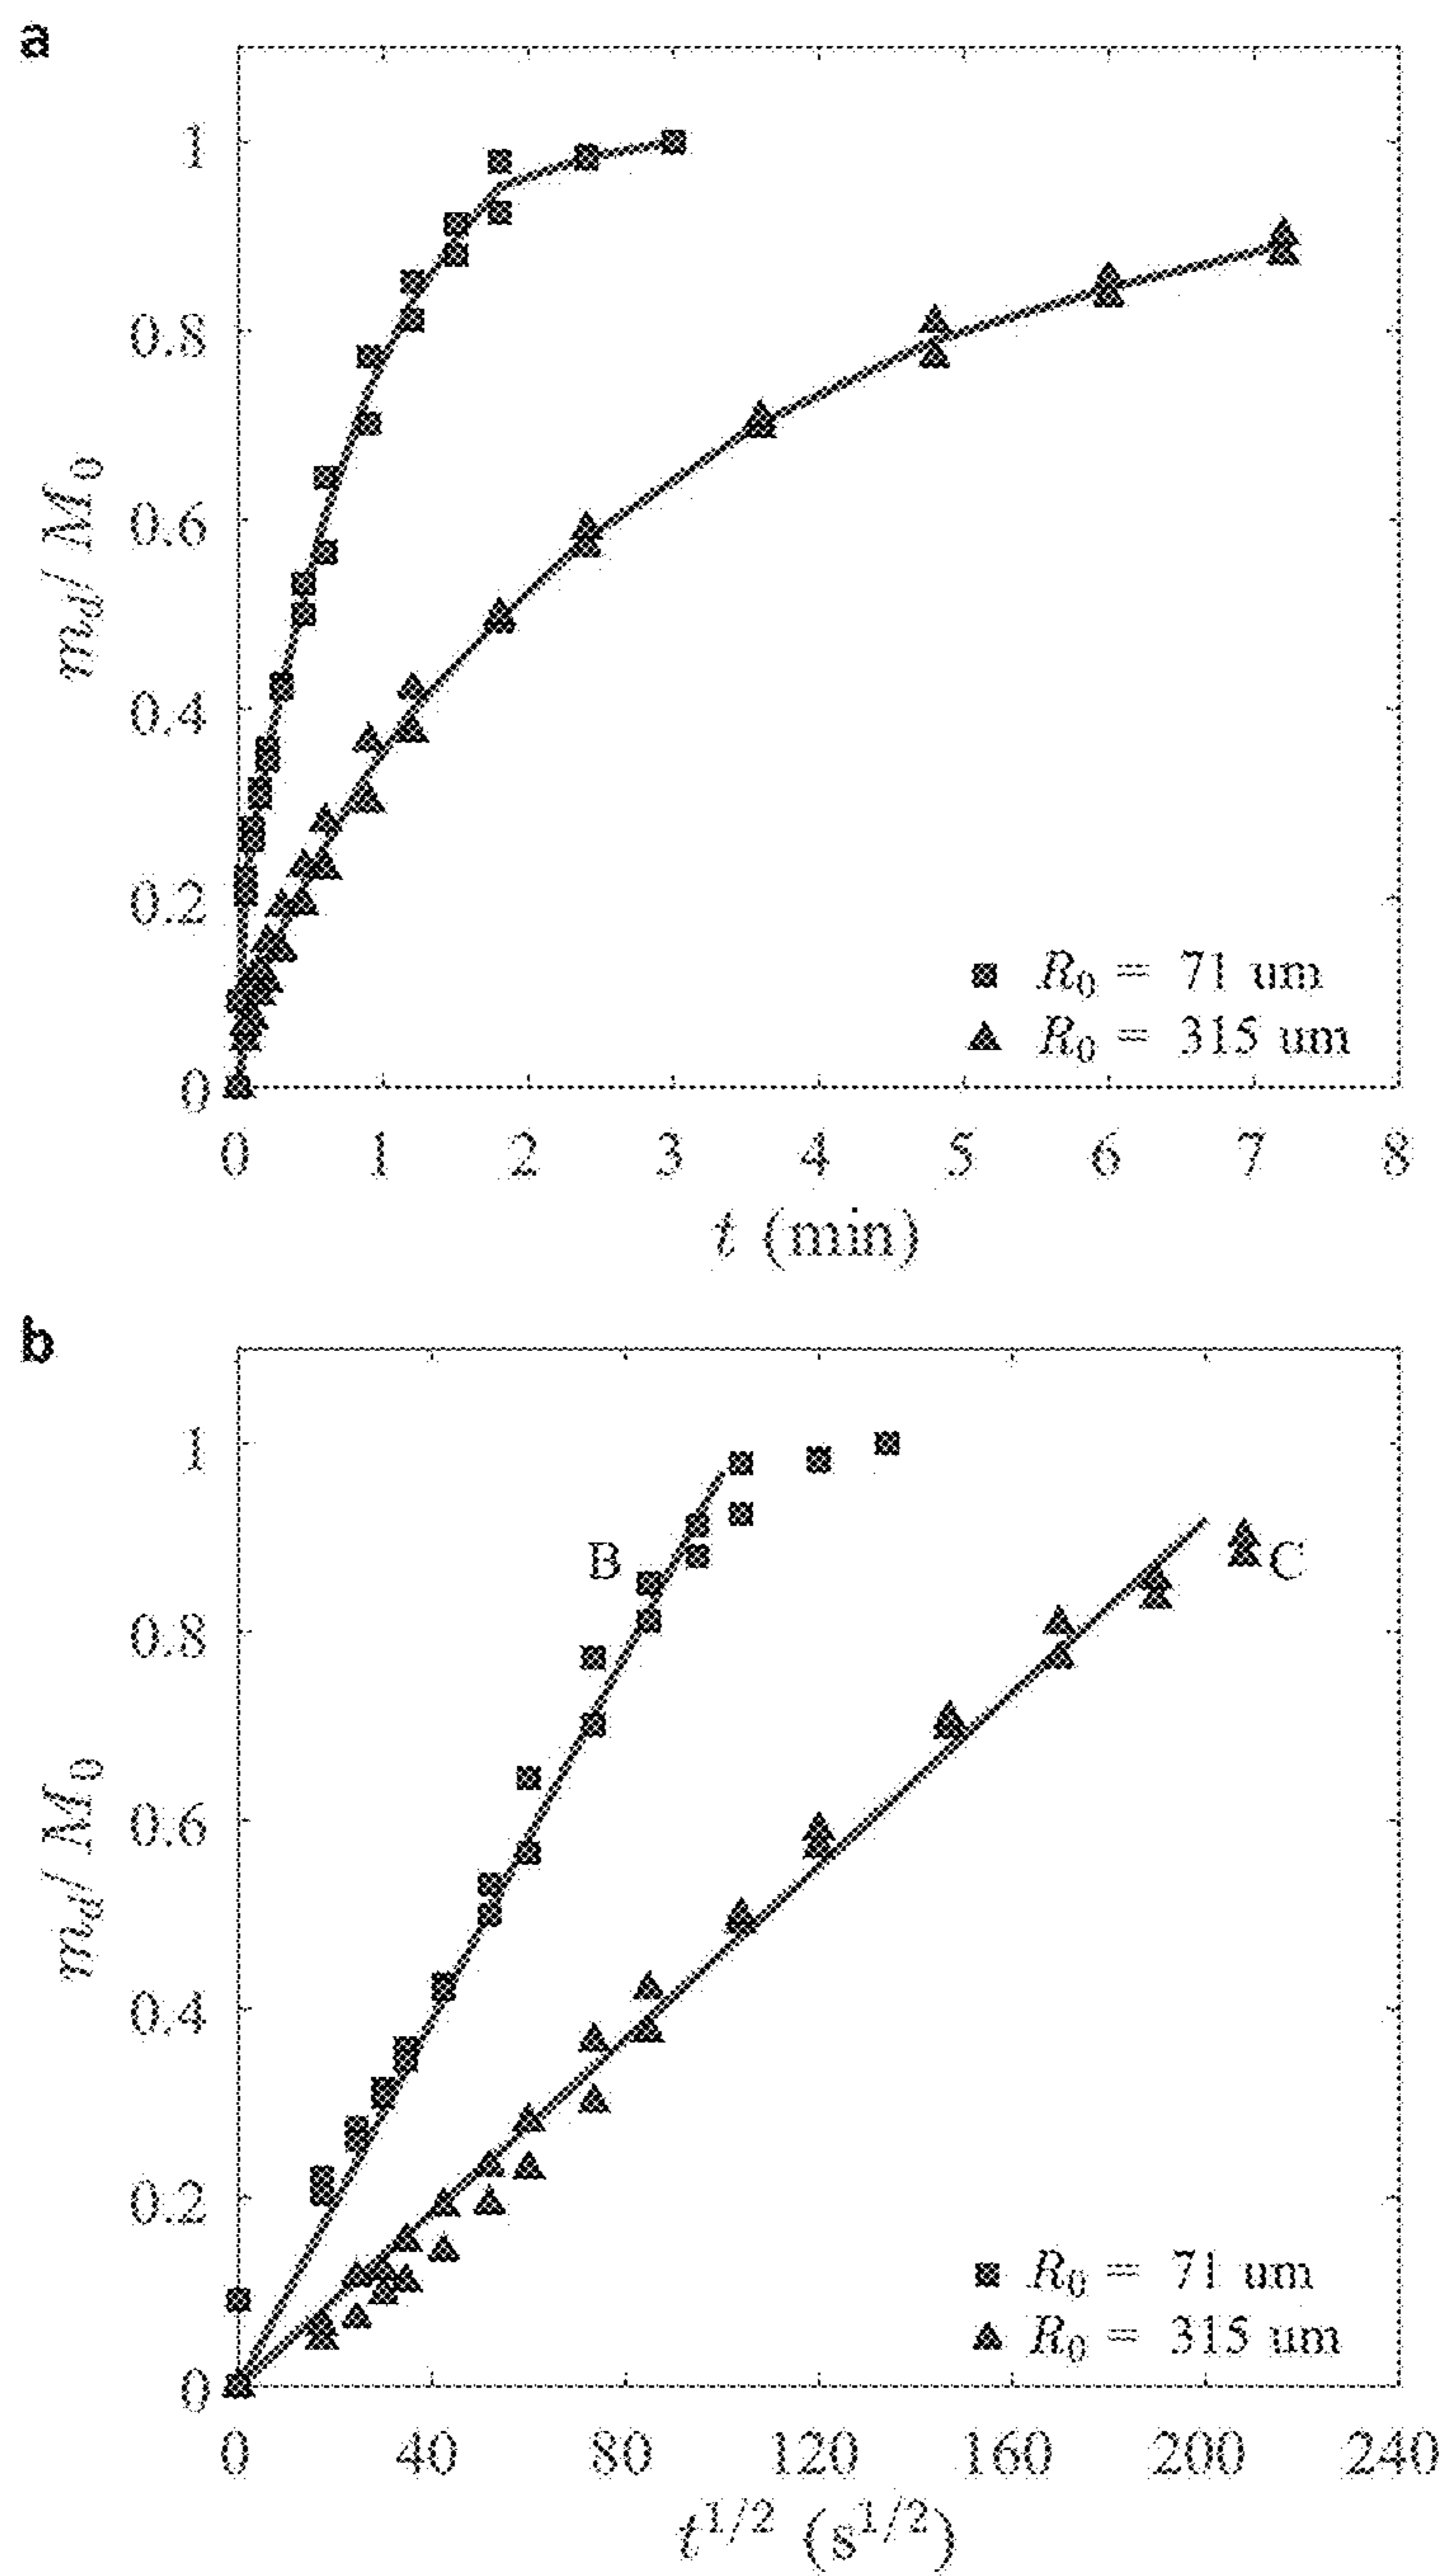 a
1
0.8
0.6
0.4
0.2
0
m_d / M_0
R_0 = 71 um
R_0 = 315 um
0 1 2 3 4 5 6 7 8
t (min)
b
1
0.8
0.6
0.4
0.2
0
m_d / M_0
B
C
R_0 = 71 um
R_0 = 315 um
0 40 80 120 160 200 240
t^{1/2} (s^{1/2})